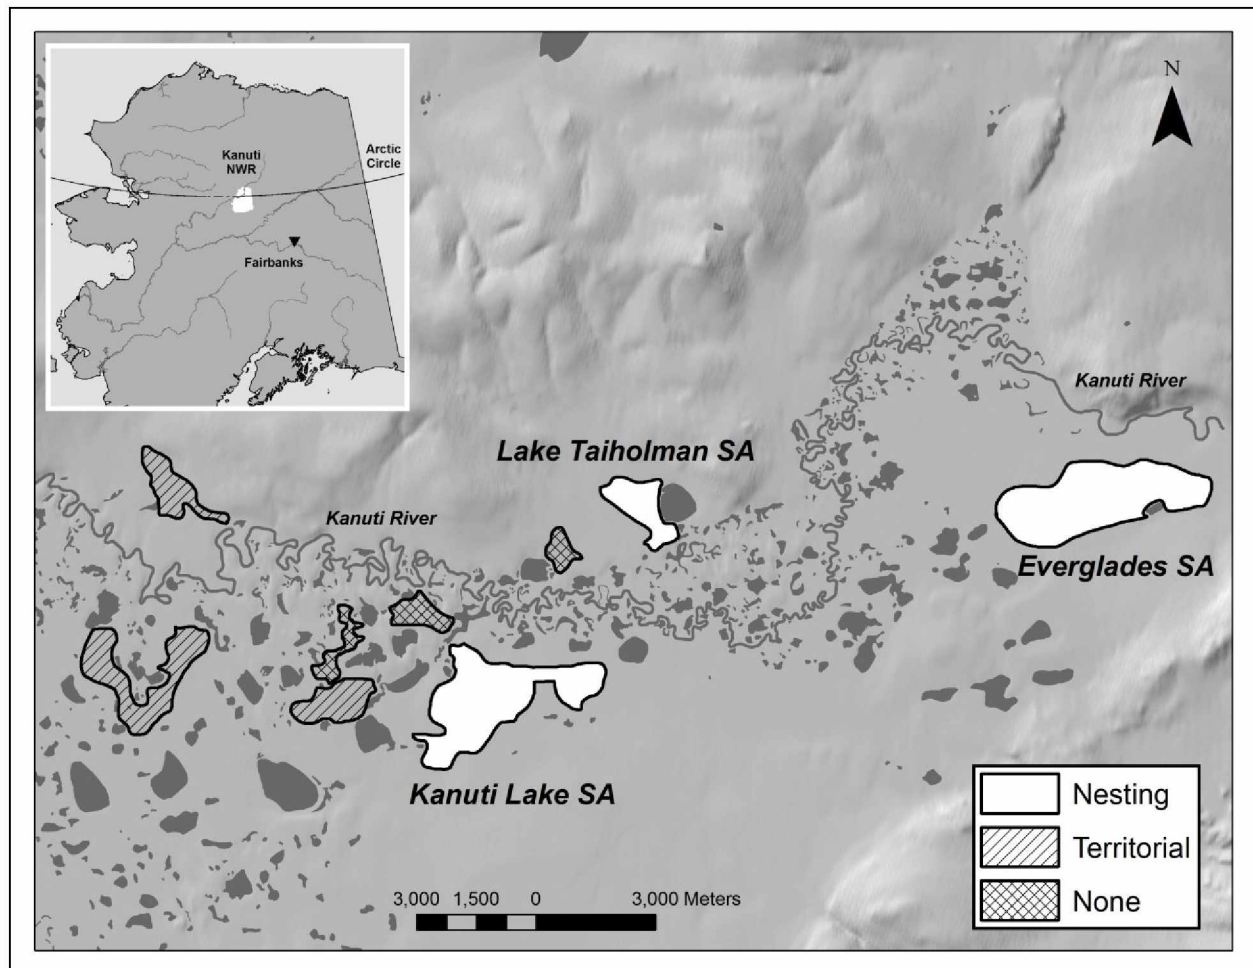 N
Kanuti
NWR
Arctic
Circle
Fairbanks
Kanuti River
Lake Taiholman SA
Kanuti River
Everglades SA
Kanuti Lake SA
Nesting
Territorial
None
3,000 1,500 0 3,000 Meters